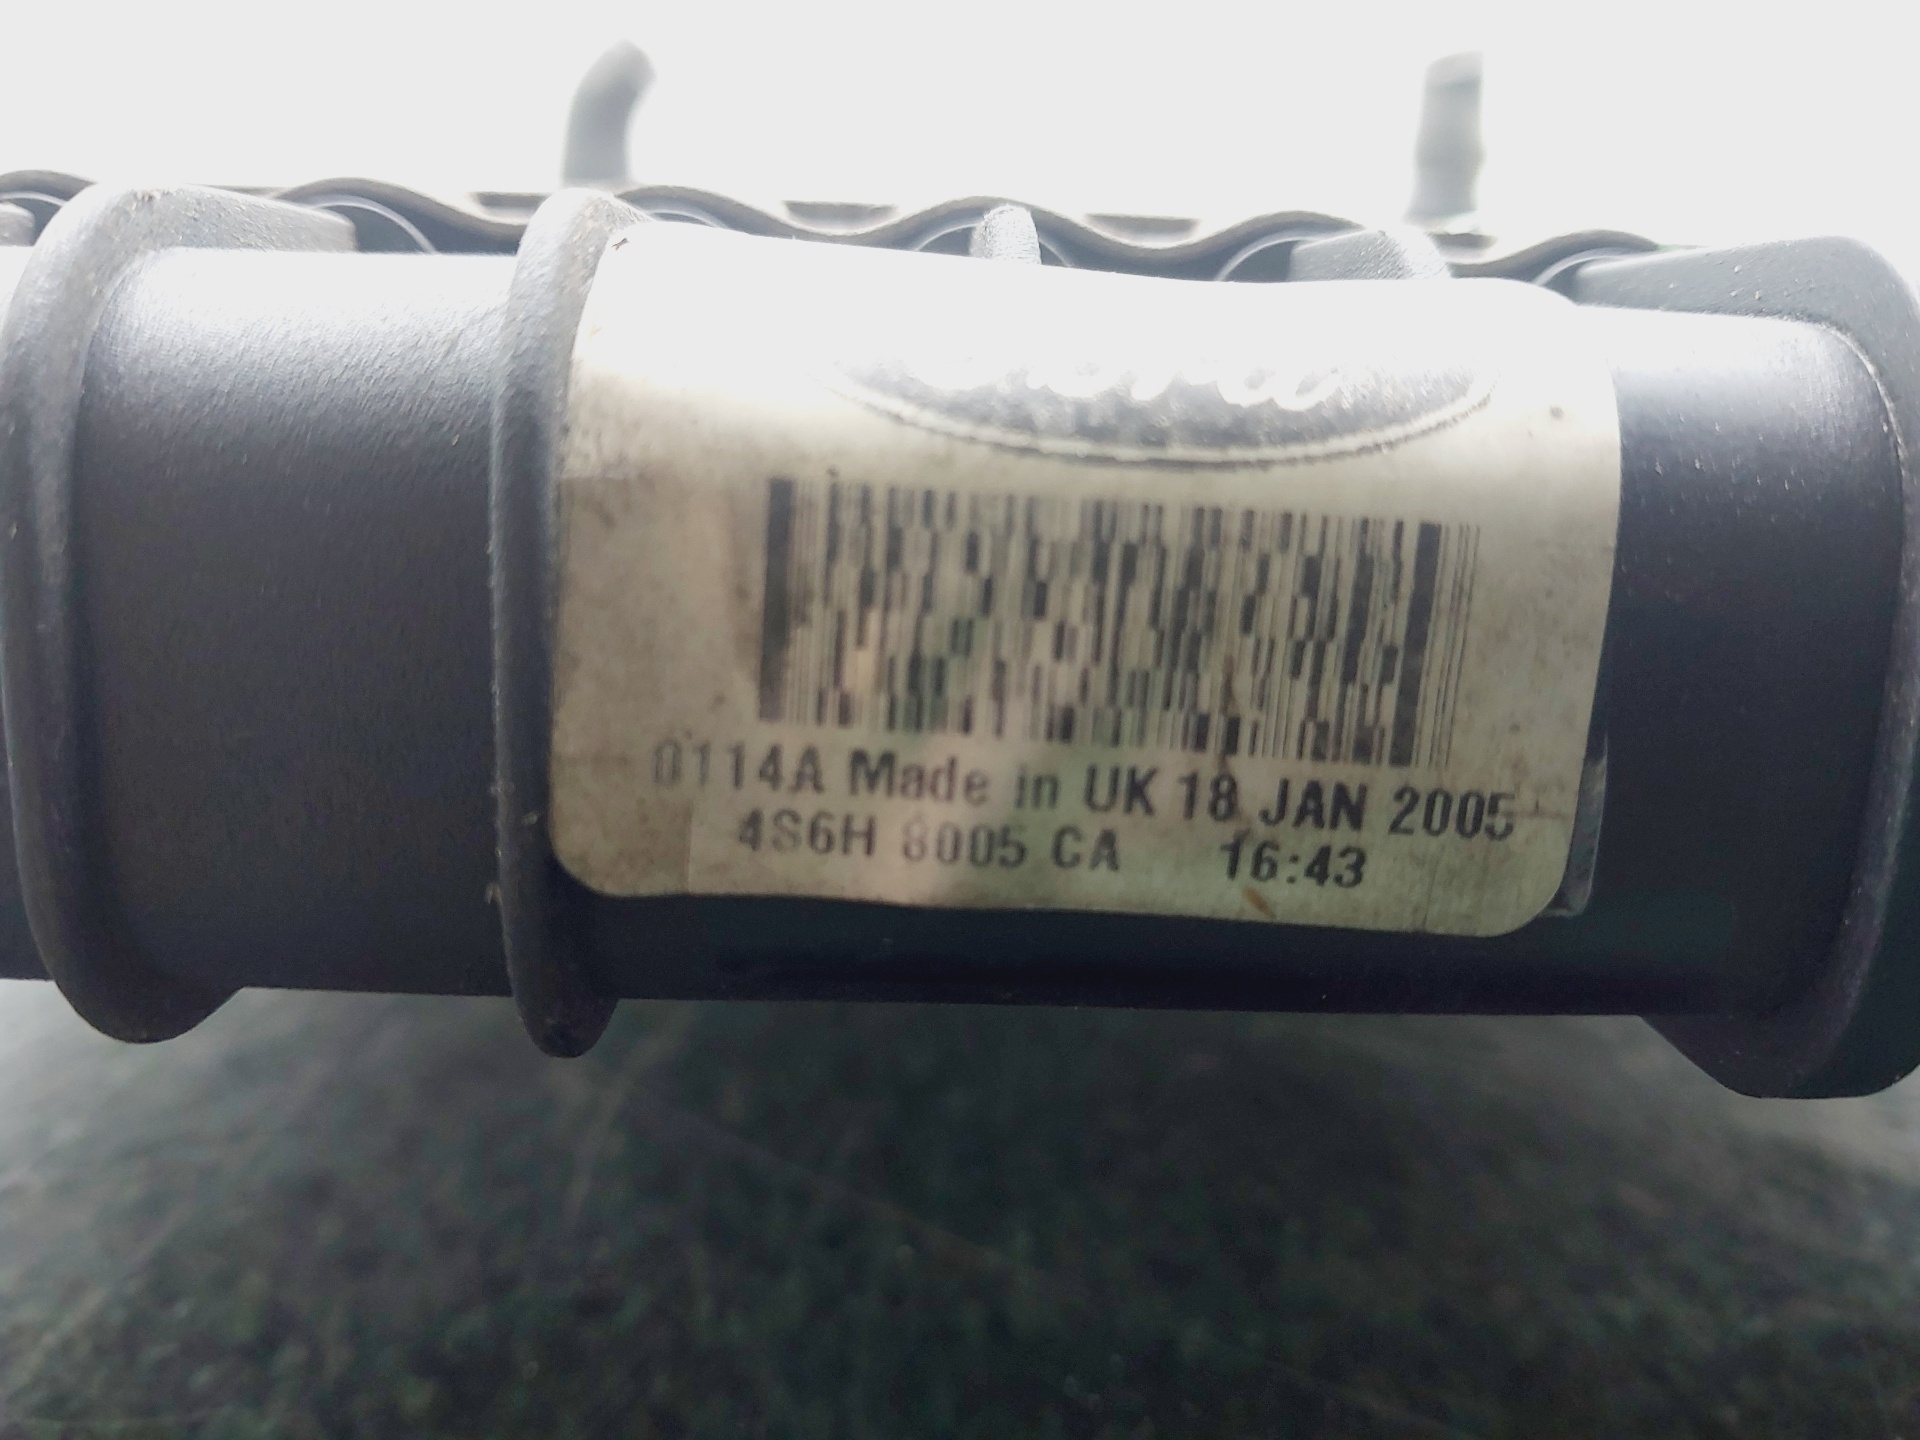 0114A Made in UK 18 JAN 2005
4S6H 8005 CA 16:43